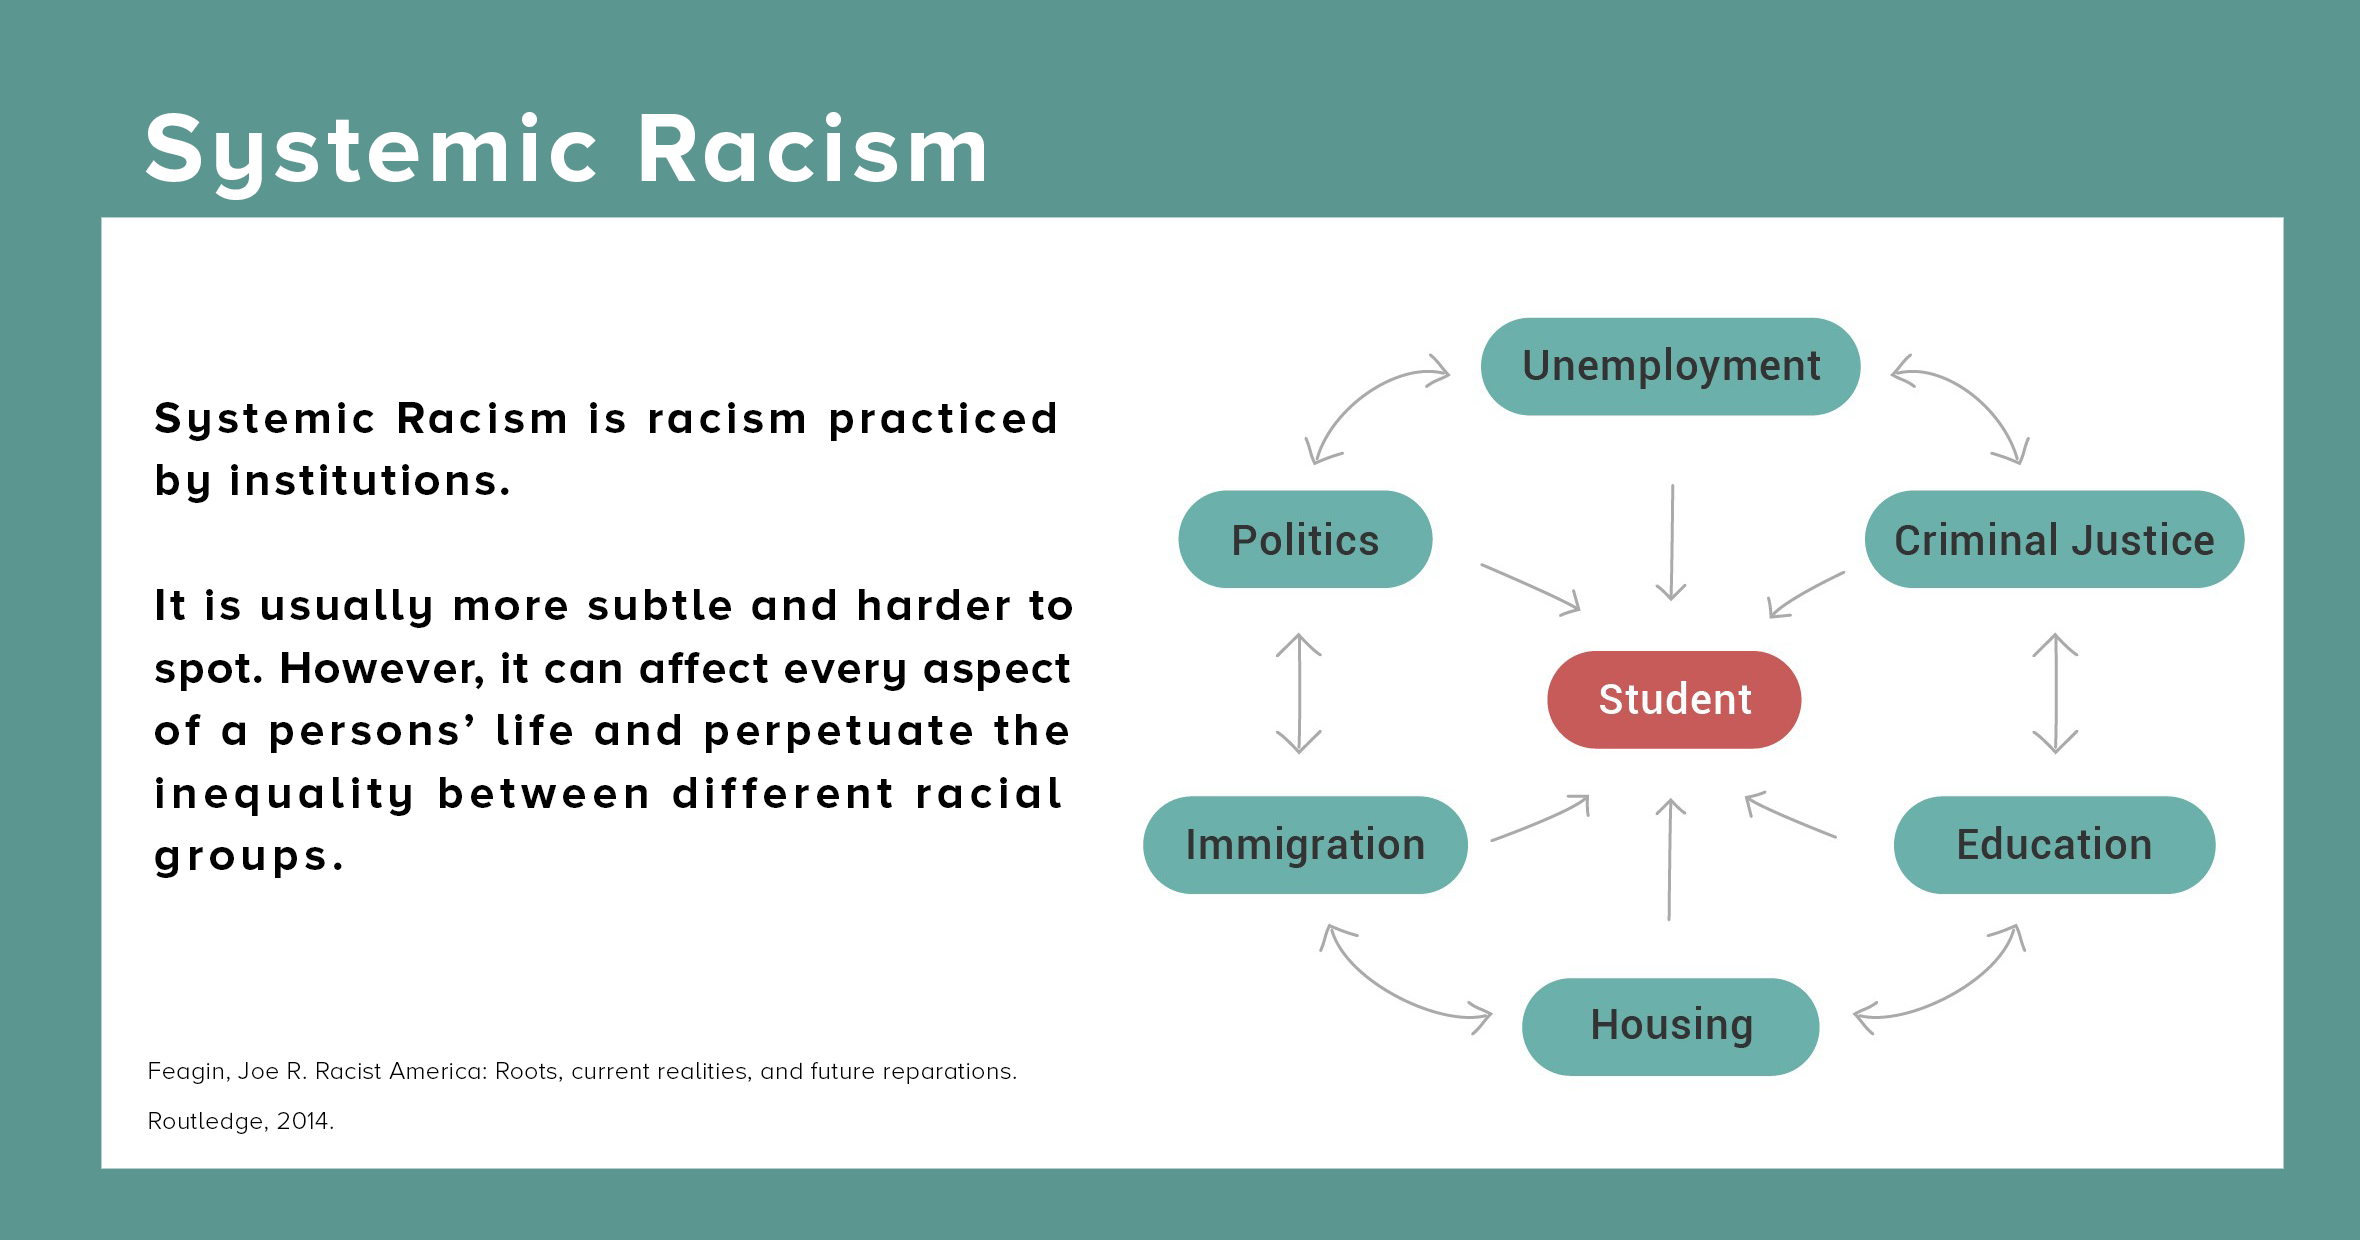 Systemic Racism
Systemic Racism is racism practiced
by institutions.
It is usually more subtle and harder to
spot. However, it can affect every aspect
of a persons’ life and perpetuate the
inequality between different racial
groups.
Feagin, Joe R. Racist America: Roots, current realities, and future reparations.
Routledge, 2014.
Unemployment
Politics
Criminal Justice
Student
Immigration
Education
Housing